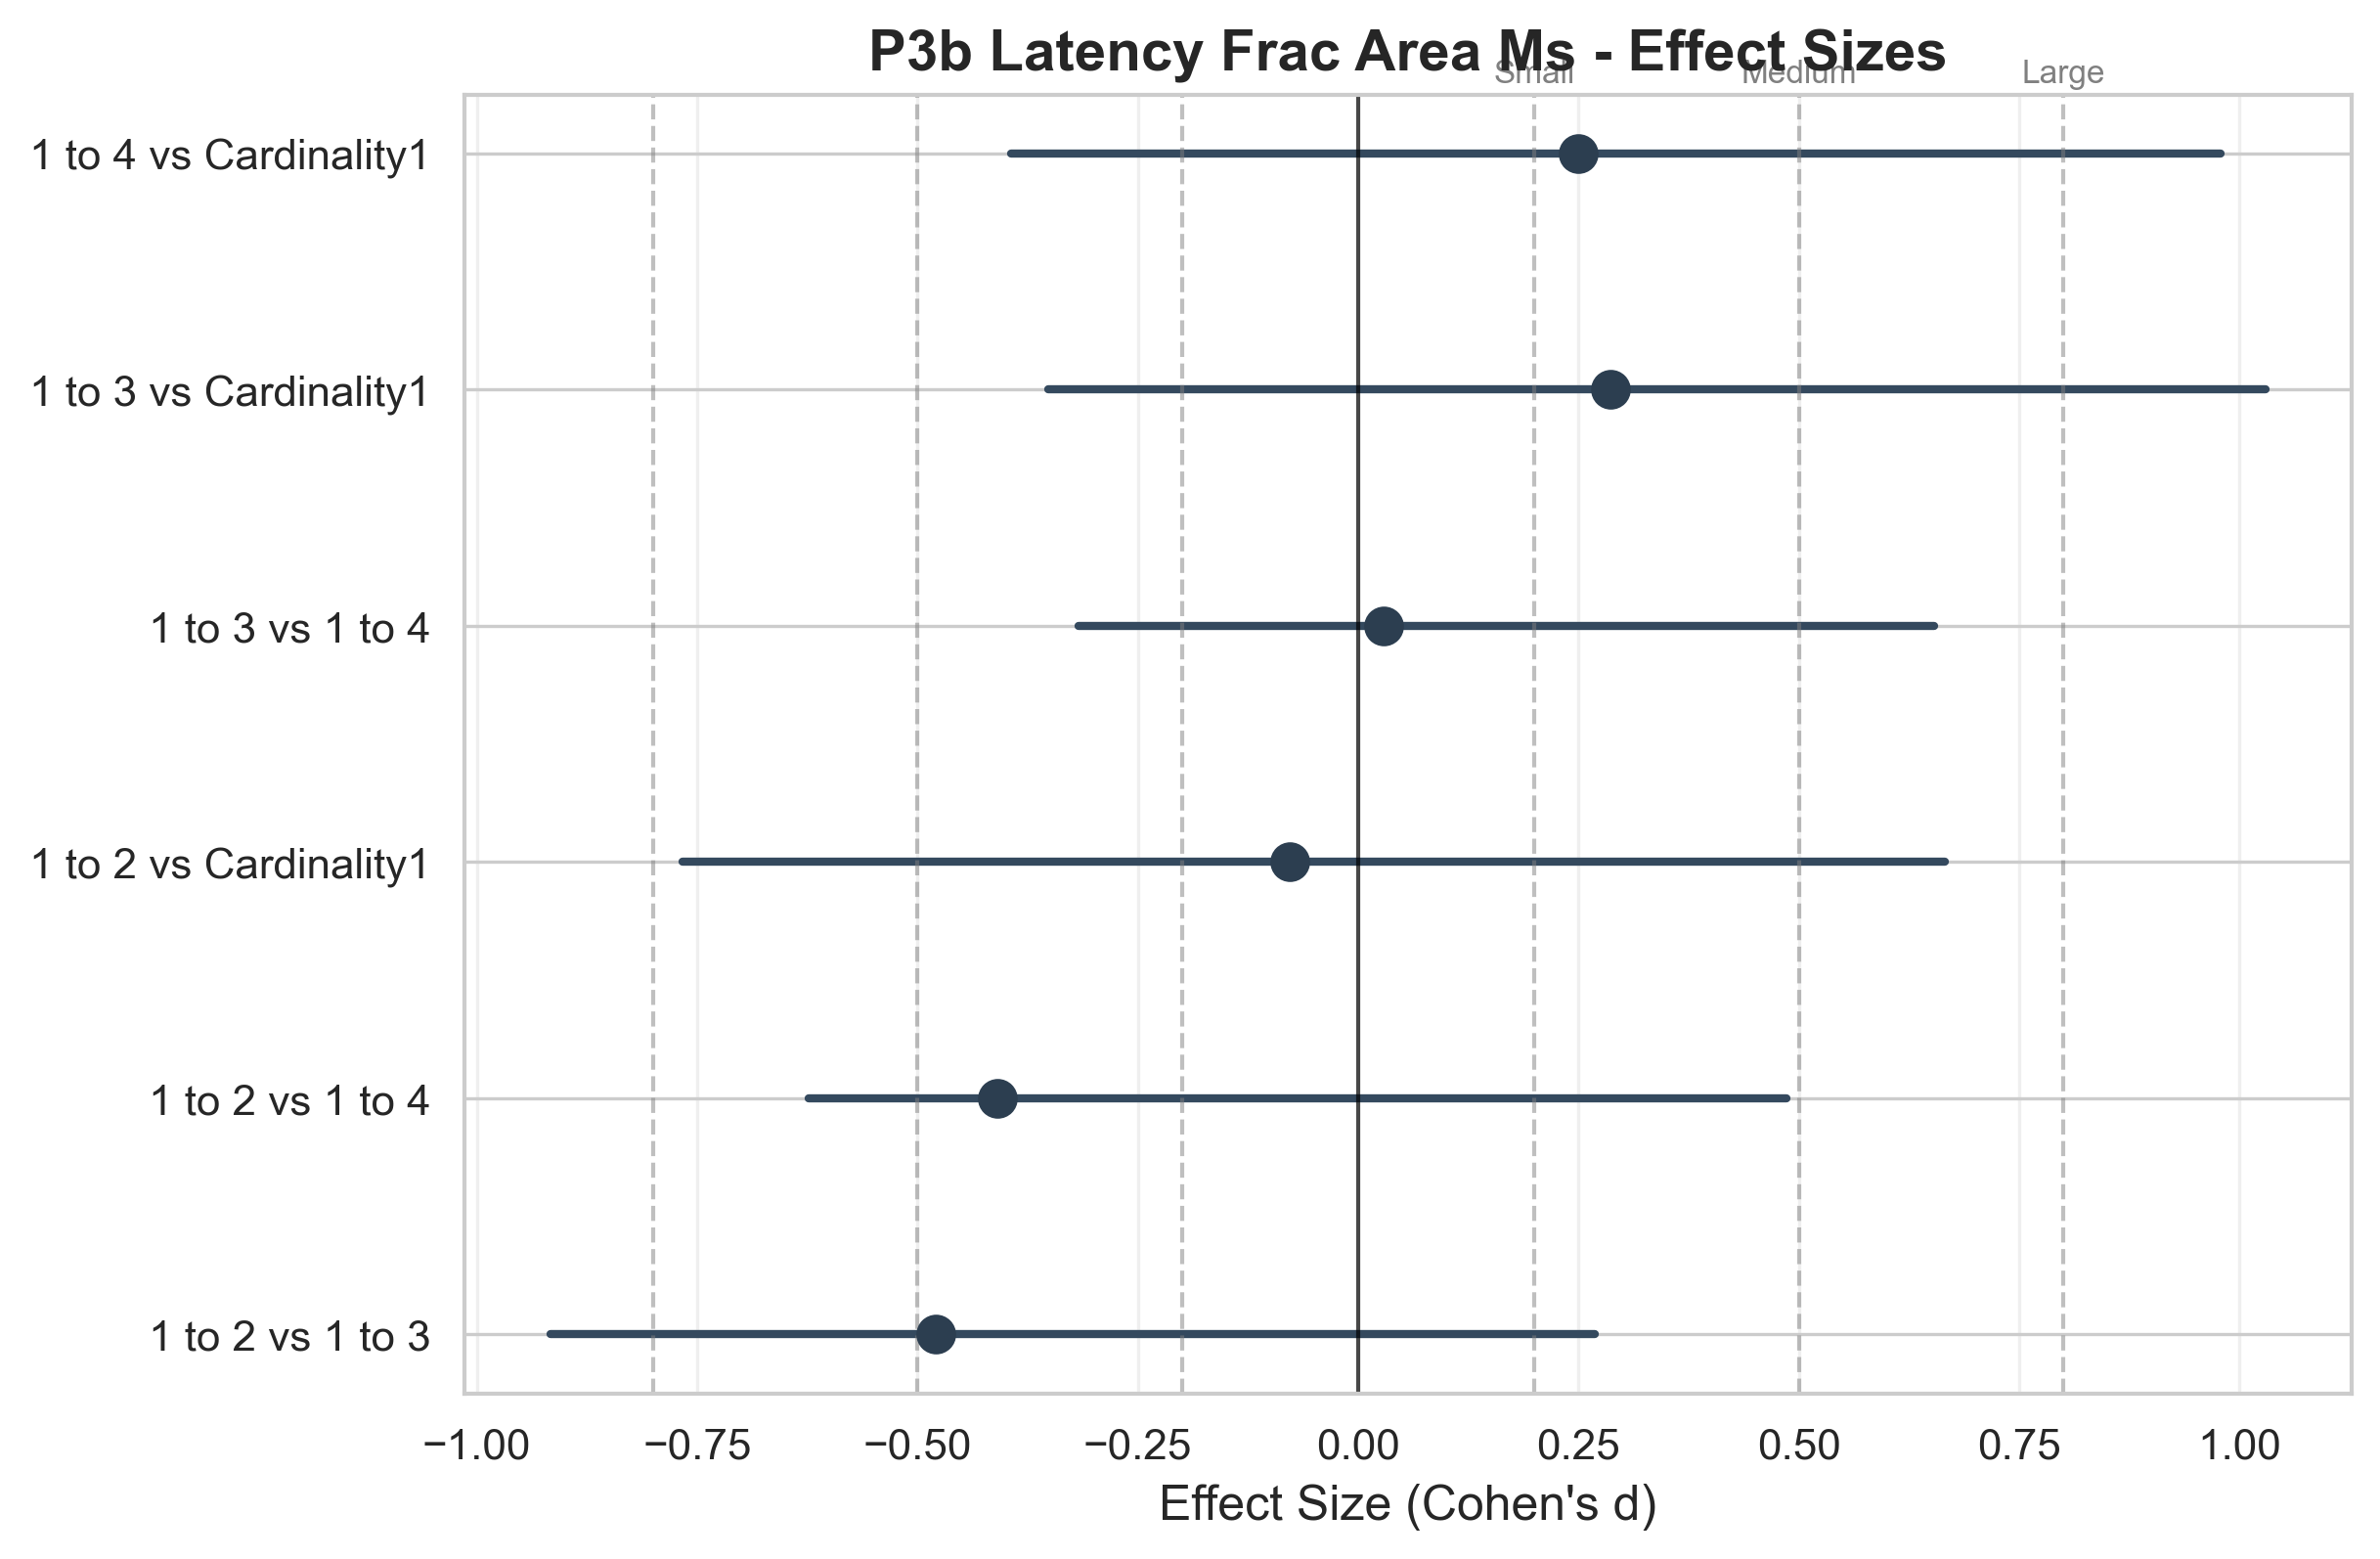 P3b Latency Frac Area Ms - Effect Sizes
Small Medium Large
1 to 4 vs Cardinality1
1 to 3 vs Cardinality1
1 to 3 vs 1 to 4
1 to 2 vs Cardinality1
1 to 2 vs 1 to 4
1 to 2 vs 1 to 3
−1.00 −0.75 −0.50 −0.25 0.00 0.25 0.50 0.75 1.00
Effect Size (Cohen's d)